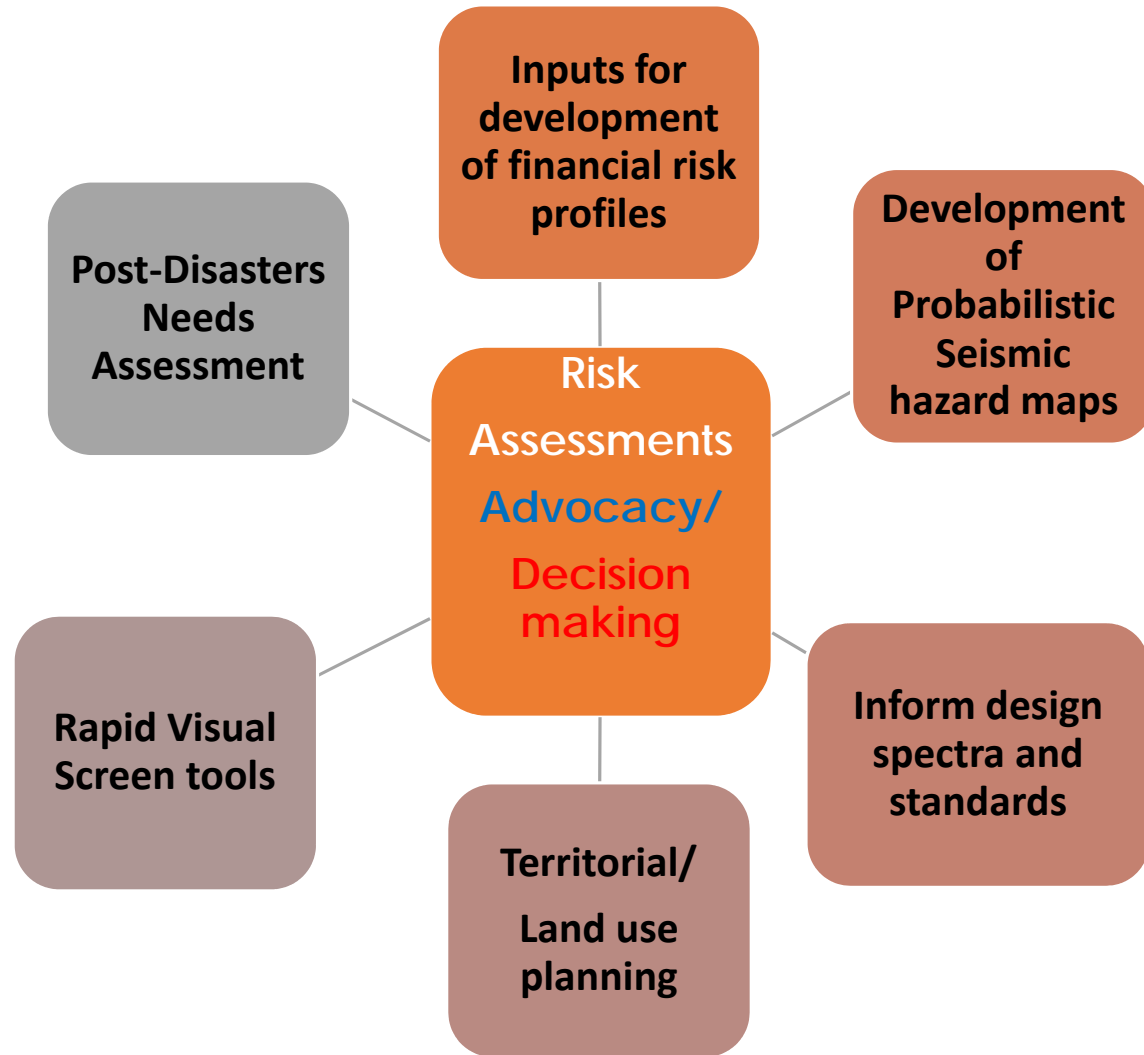 Inputs for
development
of financial risk
profiles
Development
of
Probabilistic
Seismic
hazard maps
Post-Disasters
Needs
Assessment
Risk
Assessments
Advocacy/
Decision
making
Rapid Visual
Screen tools
Inform design
spectra and
standards
Territorial/
Land use
planning